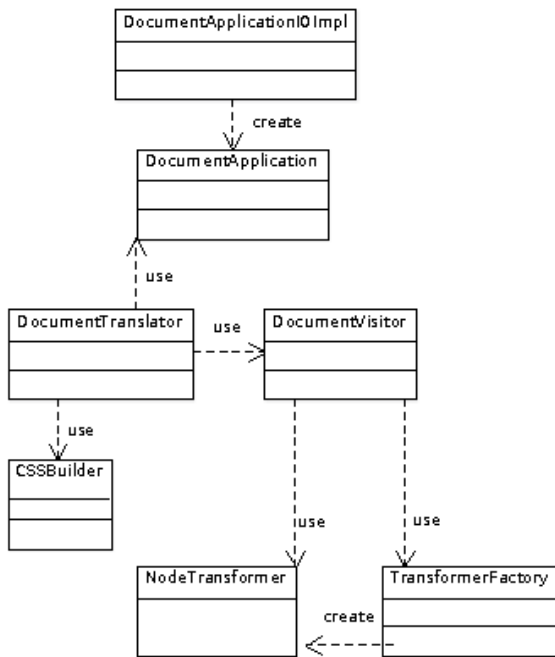 DocumentApplicationIOImpl
create
DocumentApplication
use
DocumentTranslator
use
DocumentVisitor
use
CSSBuilder
use
use
NodeTransformer
TransformerFactory
create